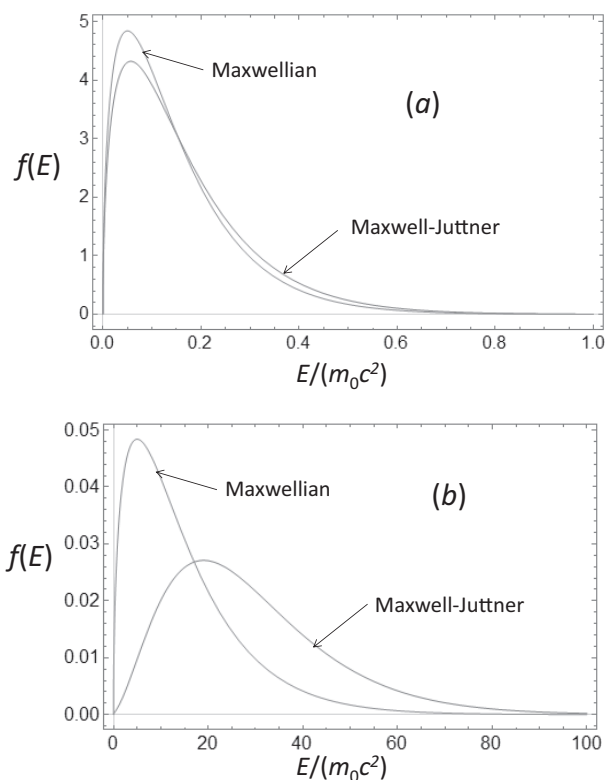 5
Maxwellian
4
(a)
3
f(E)
2
Maxwell-Juttner
1
0
0.0 0.2 0.4 0.6 0.8 1.0
E/(m₀c²)
0.05
Maxwellian
(b)
0.04
0.03
f(E)
0.02
Maxwell-Juttner
0.01
0.00
0 20 40 60 80 100
E/(m₀c²)